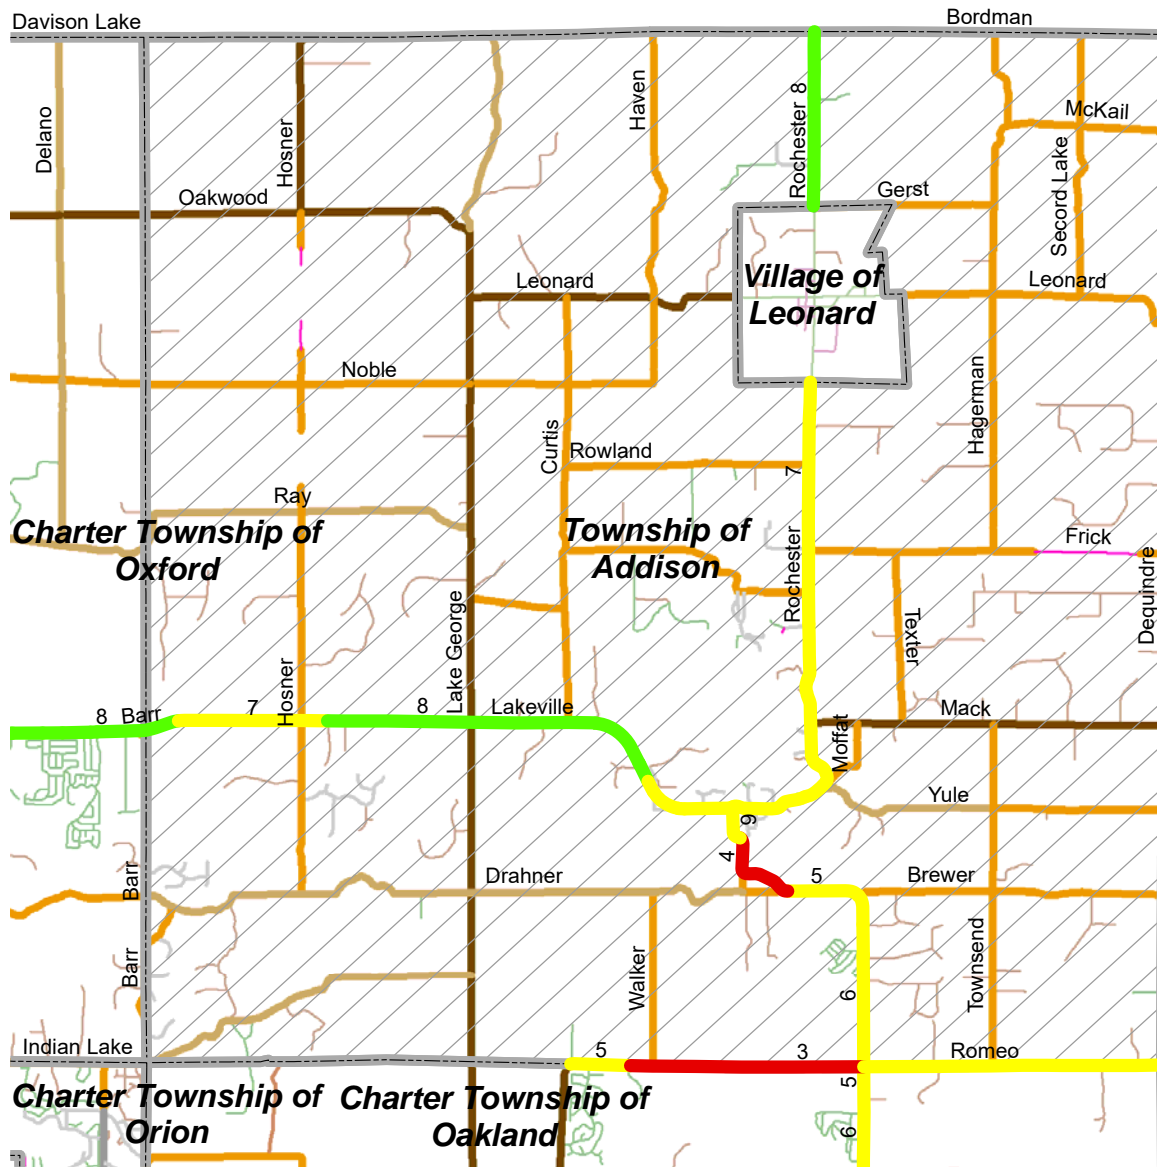 Davison Lake
Bordman
Delano
Hosner
Haven
Rochester 8
McKail
Second Lake
Oakwood
Gerst
Leonard
Village of
Leonard
Leonard
Noble
Hagerman
Curtis
Rowland
7
Ray
Charter Township of
Oxford
Township of
Addison
Rochester
Frick
Dequindre
Texter
Lake George
Hosner
8 Barr
7
8
Lakeville
Mack
Moffat
Yule
9
4
Barr
Drahner
5
Brewer
Barr
Walker
6
Townsend
Indian Lake
5
3
Romeo
5
Charter Township of
Orion
Charter Township of
Oakland
6